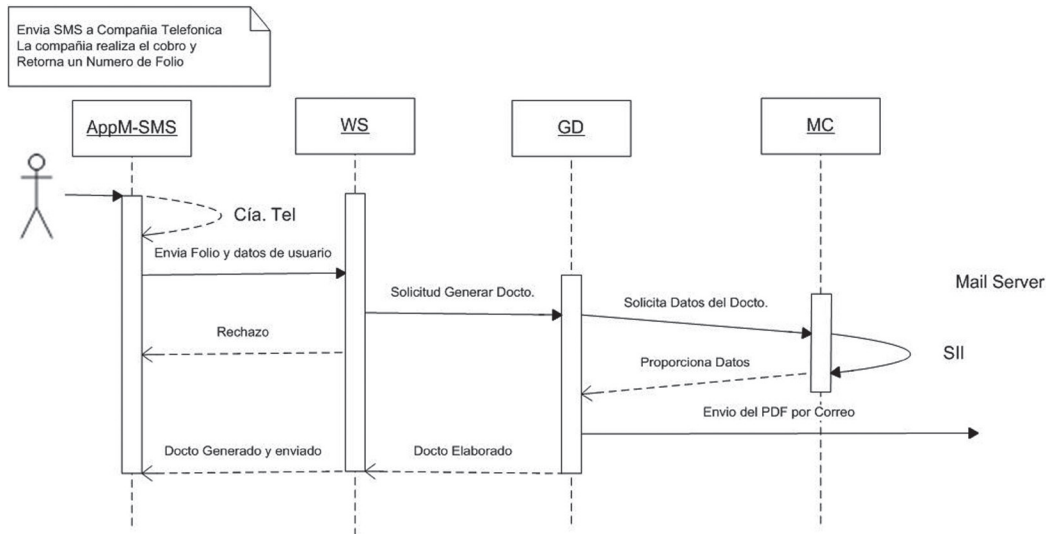 Envia SMS a Compañia Telefonica
La compañia realiza el cobro y
Retorna un Numero de Folio
AppM-SMS
WS
GD
MC
Cía. Tel
Envia Folio y datos de usuario
Solicitud Generar Docto.
Solicita Datos del Docto.
Mail Server
Rechazo
SII
Proporciona Datos
Envio del PDF por Correo
Docto Generado y enviado
Docto Elaborado